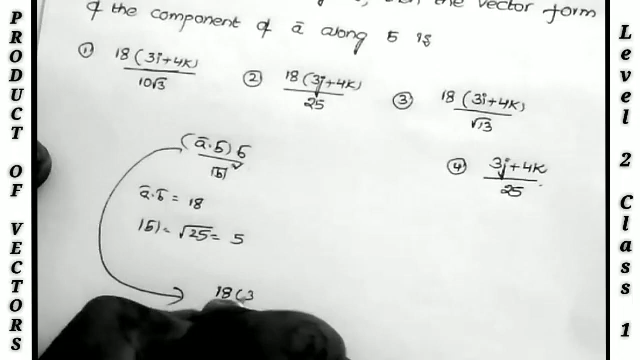 the vector form
of the component of ā along b̄ is
① 18(3i+4k)/10√3
② 18(3j+4k)/25
③ 18(3i+4k)/√13
④ 3j+4k/25
(ā.b̄)b̄/|b̄|²
ā.b̄ = 18
|b̄| = √25 = 5
18(3
PRODUCT OF VECTORS
Level 2 Class 1